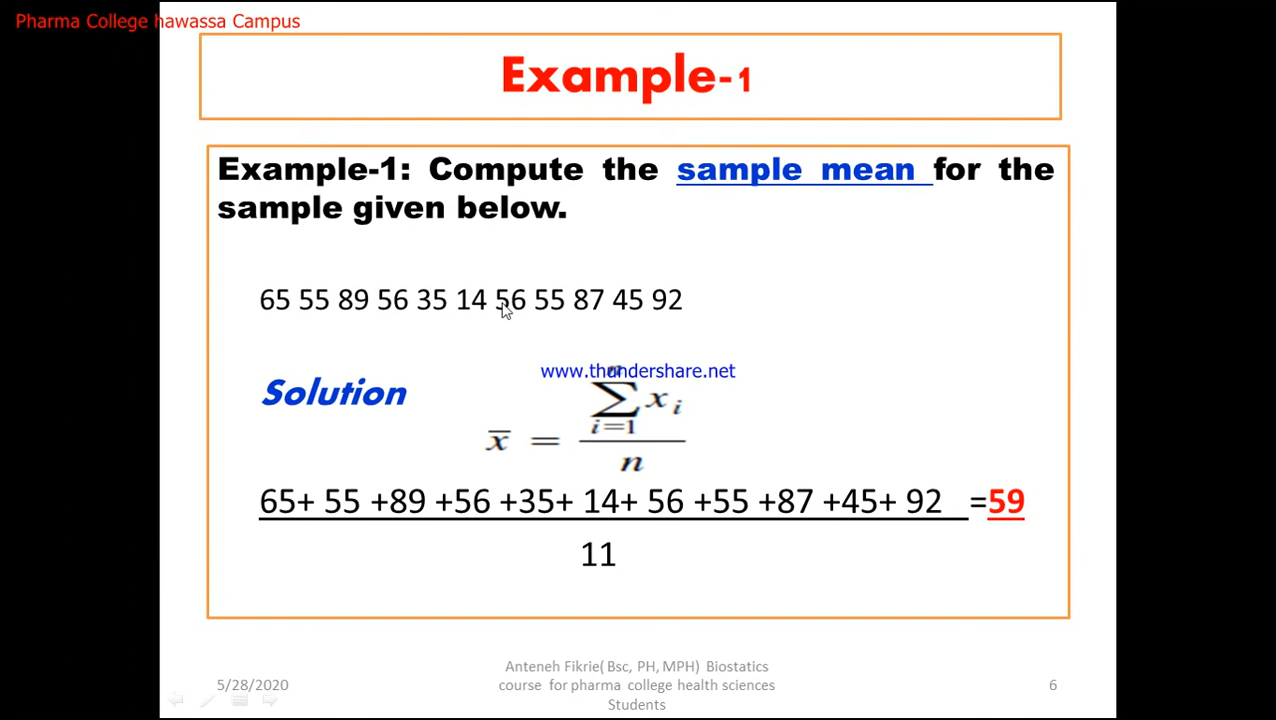 Pharma College hawassa Campus
Example-1
Example-1: Compute the sample mean for the
sample given below.
65 55 89 56 35 14 56 55 87 45 92
www.thundershare.net
Solution
n
∑ x i
i=1
x̄ =
n
65+ 55 +89 +56 +35+ 14+ 56 +55 +87 +45+ 92 =59
11
Anteneh Fikrie( Bsc, PH, MPH) Biostatics
5/28/2020 course for pharma college health sciences 6
Students